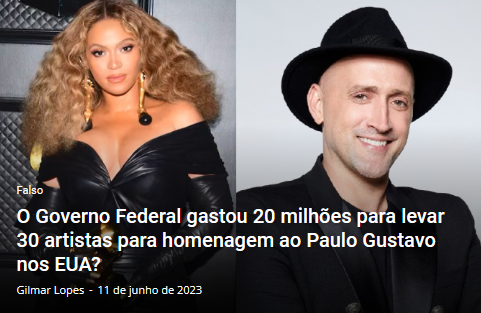 Falso
O Governo Federal gastou 20 milhões para levar
30 artistas para homenagem ao Paulo Gustavo
nos EUA?
Gilmar Lopes - 11 de junho de 2023